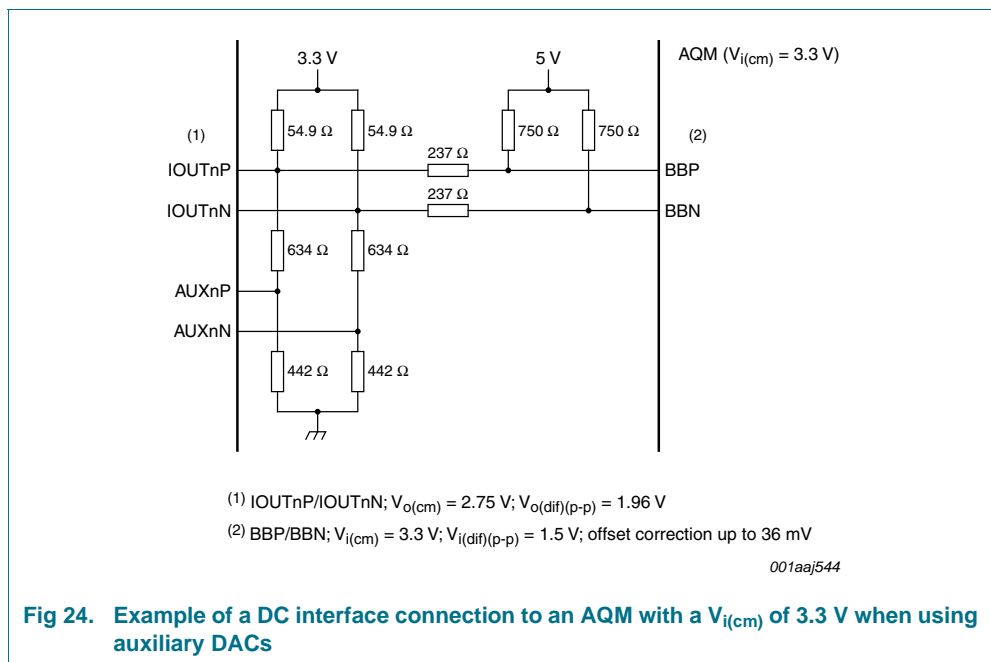 3.3 V
5 V
AQM (Vi(cm) = 3.3 V)
54.9 Ω
54.9 Ω
750 Ω
750 Ω
(1)
(2)
237 Ω
IOUTnP
BBP
237 Ω
IOUTnN
BBN
634 Ω
634 Ω
AUXnP
AUXnN
442 Ω
442 Ω
(1) IOUTnP/IOUTnN; Vo(cm) = 2.75 V; Vo(dif)(p-p) = 1.96 V
(2) BBP/BBN; Vi(cm) = 3.3 V; Vi(dif)(p-p) = 1.5 V; offset correction up to 36 mV
001aaj544
Fig 24. Example of a DC interface connection to an AQM with a Vi(cm) of 3.3 V when using
auxiliary DACs